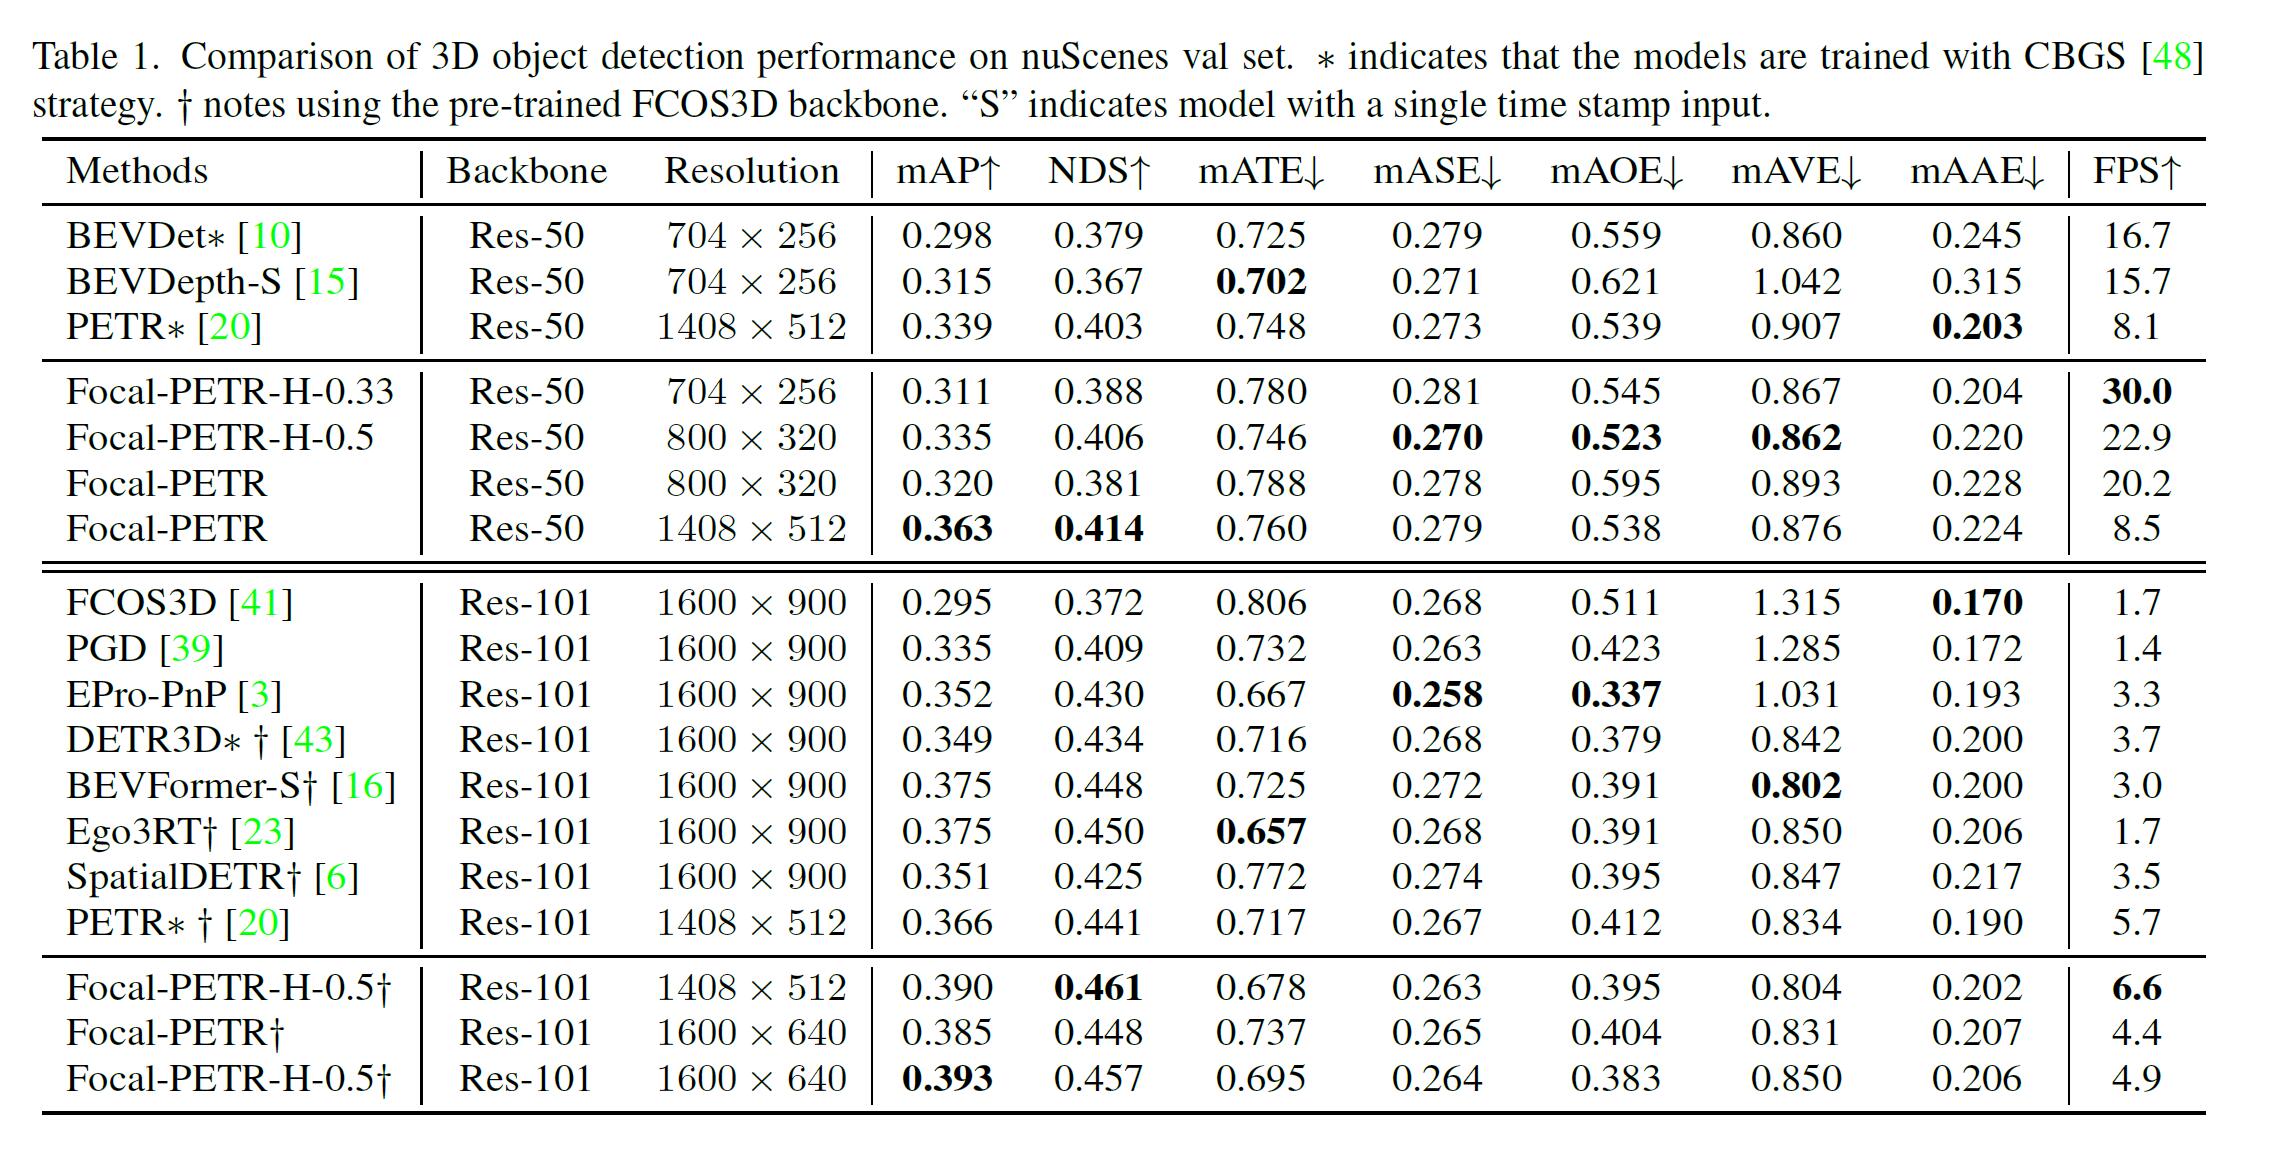 Table 1. Comparison of 3D object detection performance on nuScenes val set. ∗ indicates that the models are trained with CBGS [48]
strategy. † notes using the pre-trained FCOS3D backbone. “S” indicates model with a single time stamp input.
Methods Backbone Resolution mAP↑ NDS↑ mATE↓ mASE↓ mAOE↓ mAVE↓ mAAE↓ FPS↑
BEVDet∗ [10] Res-50 704 × 256 0.298 0.379 0.725 0.279 0.559 0.860 0.245 16.7
BEVDepth-S [15] Res-50 704 × 256 0.315 0.367 0.702 0.271 0.621 1.042 0.315 15.7
PETR∗ [20] Res-50 1408 × 512 0.339 0.403 0.748 0.273 0.539 0.907 0.203 8.1
Focal-PETR-H-0.33 Res-50 704 × 256 0.311 0.388 0.780 0.281 0.545 0.867 0.204 30.0
Focal-PETR-H-0.5 Res-50 800 × 320 0.335 0.406 0.746 0.270 0.523 0.862 0.220 22.9
Focal-PETR Res-50 800 × 320 0.320 0.381 0.788 0.278 0.595 0.893 0.228 20.2
Focal-PETR Res-50 1408 × 512 0.363 0.414 0.760 0.279 0.538 0.876 0.224 8.5
FCOS3D [41] Res-101 1600 × 900 0.295 0.372 0.806 0.268 0.511 1.315 0.170 1.7
PGD [39] Res-101 1600 × 900 0.335 0.409 0.732 0.263 0.423 1.285 0.172 1.4
EPro-PnP [3] Res-101 1600 × 900 0.352 0.430 0.667 0.258 0.337 1.031 0.193 3.3
DETR3D∗ † [43] Res-101 1600 × 900 0.349 0.434 0.716 0.268 0.379 0.842 0.200 3.7
BEVFormer-S† [16] Res-101 1600 × 900 0.375 0.448 0.725 0.272 0.391 0.802 0.200 3.0
Ego3RT† [23] Res-101 1600 × 900 0.375 0.450 0.657 0.268 0.391 0.850 0.206 1.7
SpatialDETR† [6] Res-101 1600 × 900 0.351 0.425 0.772 0.274 0.395 0.847 0.217 3.5
PETR∗ † [20] Res-101 1408 × 512 0.366 0.441 0.717 0.267 0.412 0.834 0.190 5.7
Focal-PETR-H-0.5† Res-101 1408 × 512 0.390 0.461 0.678 0.263 0.395 0.804 0.202 6.6
Focal-PETR† Res-101 1600 × 640 0.385 0.448 0.737 0.265 0.404 0.831 0.207 4.4
Focal-PETR-H-0.5† Res-101 1600 × 640 0.393 0.457 0.695 0.264 0.383 0.850 0.206 4.9